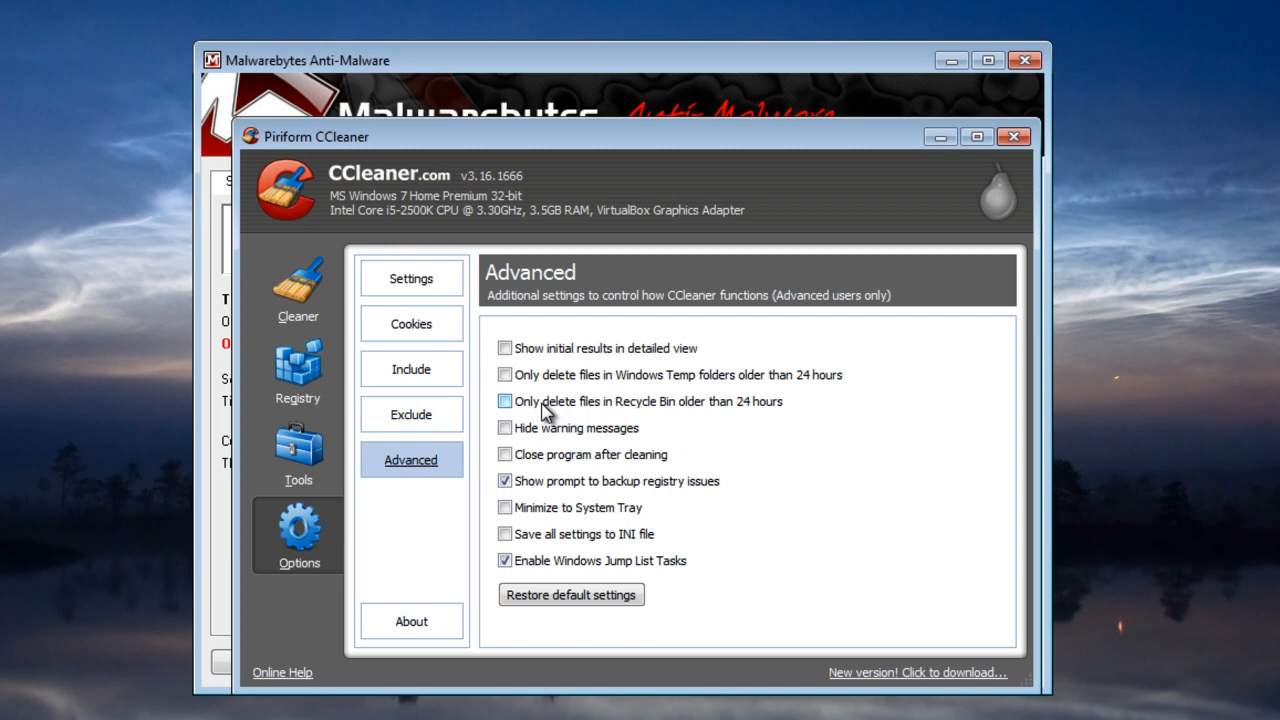 Malwarebytes Anti-Malware
Malwarebytes Anti-Malware
Piriform CCleaner
CCleaner.com v3.16.1666
MS Windows 7 Home Premium 32-bit
Intel Core i5-2500K CPU @ 3.30GHz, 3.5GB RAM, VirtualBox Graphics Adapter
Cleaner
Registry
Tools
Options
Settings
Cookies
Include
Exclude
Advanced
About
Advanced
Additional settings to control how CCleaner functions (Advanced users only)
Show initial results in detailed view
Only delete files in Windows Temp folders older than 24 hours
Only delete files in Recycle Bin older than 24 hours
Hide warning messages
Close program after cleaning
Show prompt to backup registry issues
Minimize to System Tray
Save all settings to INI file
Enable Windows Jump List Tasks
Restore default settings
Online Help
New version! Click to download...